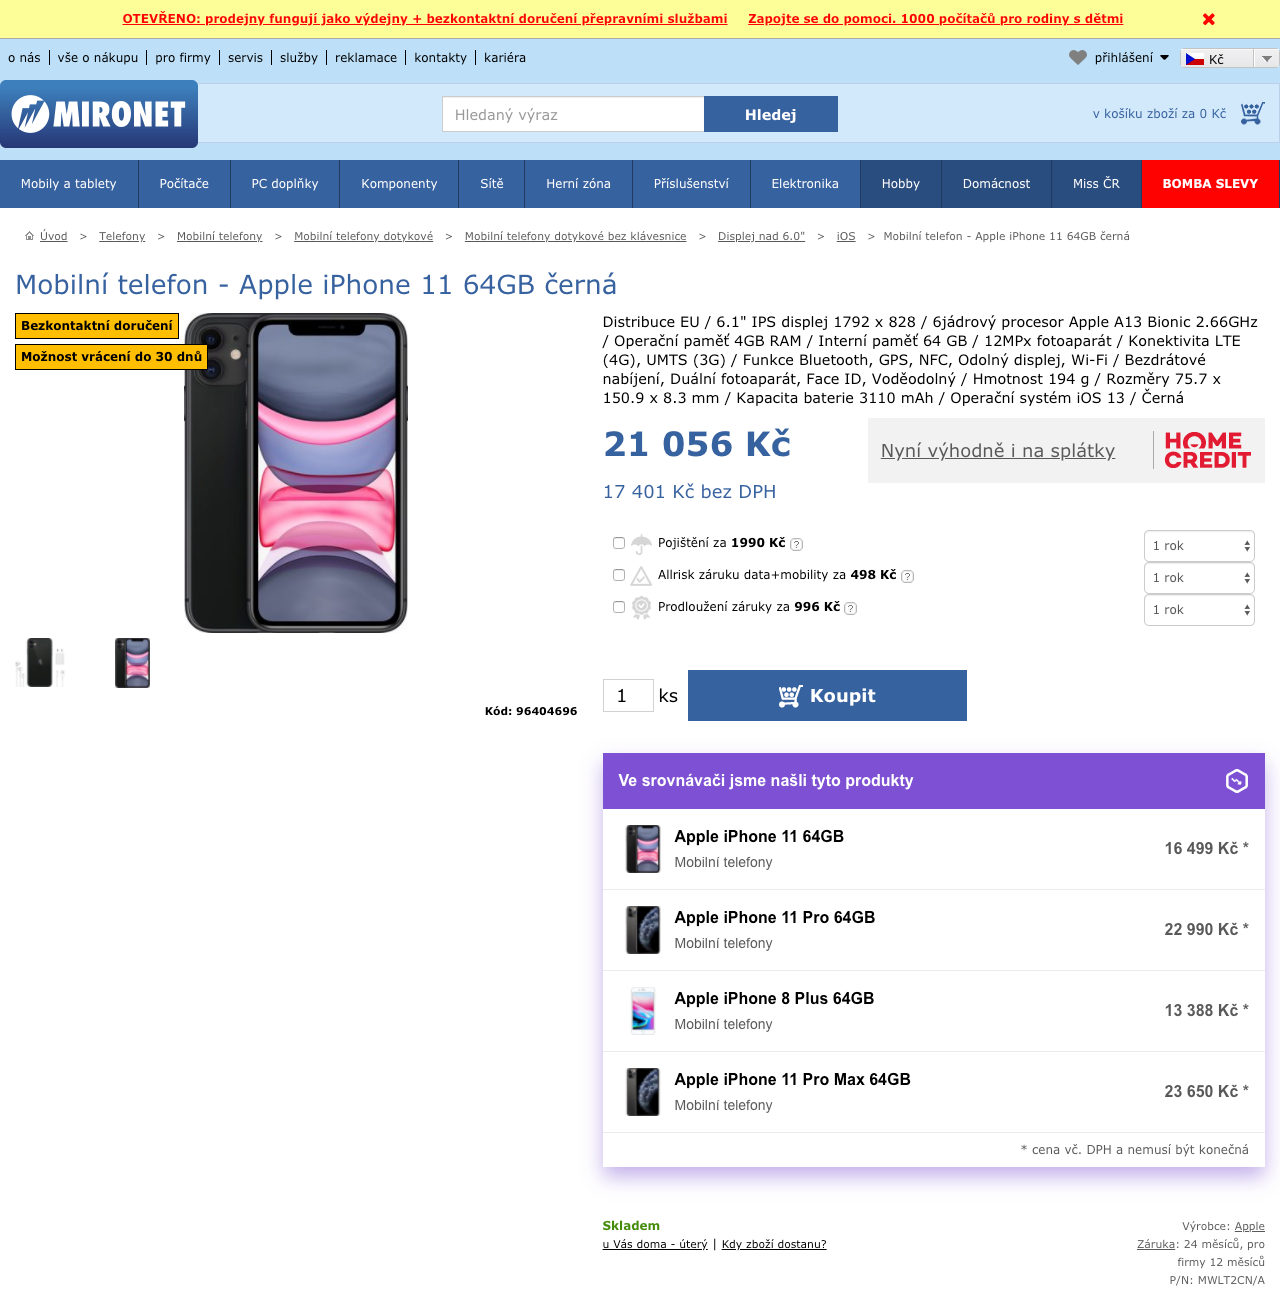 OTEVŘENO: prodejny fungují jako výdejny + bezkontaktní doručení přepravními službami Zapojte se do pomoci. 1000 počítačů pro rodiny s dětmi
o nás vše o nákupu pro firmy servis služby reklamace kontakty kariéra přihlášení Kč
MIRONET Hledaný výraz Hledej v košíku zboží za 0 Kč
Mobily a tablety Počítače PC doplňky Komponenty Sítě Herní zóna Příslušenství Elektronika Hobby Domácnost Miss ČR BOMBA SLEVY
Úvod > Telefony > Mobilní telefony > Mobilní telefony dotykové > Mobilní telefony dotykové bez klávesnice > Displej nad 6.0" > iOS > Mobilní telefon - Apple iPhone 11 64GB černá
Mobilní telefon - Apple iPhone 11 64GB černá
Bezkontaktní doručení
Možnost vrácení do 30 dnů
Kód: 96404696
Distribuce EU / 6.1" IPS displej 1792 x 828 / 6jádrový procesor Apple A13 Bionic 2.66GHz
/ Operační paměť 4GB RAM / Interní paměť 64 GB / 12MPx fotoaparát / Konektivita LTE
(4G), UMTS (3G) / Funkce Bluetooth, GPS, NFC, Odolný displej, Wi-Fi / Bezdrátové
nabíjení, Duální fotoaparát, Face ID, Voděodolný / Hmotnost 194 g / Rozměry 75.7 x
150.9 x 8.3 mm / Kapacita baterie 3110 mAh / Operační systém iOS 13 / Černá
21 056 Kč
17 401 Kč bez DPH
Nyní výhodně i na splátky
HOME
CREDIT
Pojištění za 1990 Kč ? 1 rok
Allrisk záruku data+mobility za 498 Kč ? 1 rok
Prodloužení záruky za 996 Kč ? 1 rok
1 ks Koupit
Ve srovnávači jsme našli tyto produkty
Apple iPhone 11 64GB
Mobilní telefony
16 499 Kč *
Apple iPhone 11 Pro 64GB
Mobilní telefony
22 990 Kč *
Apple iPhone 8 Plus 64GB
Mobilní telefony
13 388 Kč *
Apple iPhone 11 Pro Max 64GB
Mobilní telefony
23 650 Kč *
* cena vč. DPH a nemusí být konečná
Skladem
u Vás doma - úterý | Kdy zboží dostanu?
Výrobce: Apple
Záruka: 24 měsíců, pro
firmy 12 měsíců
P/N: MWLT2CN/A